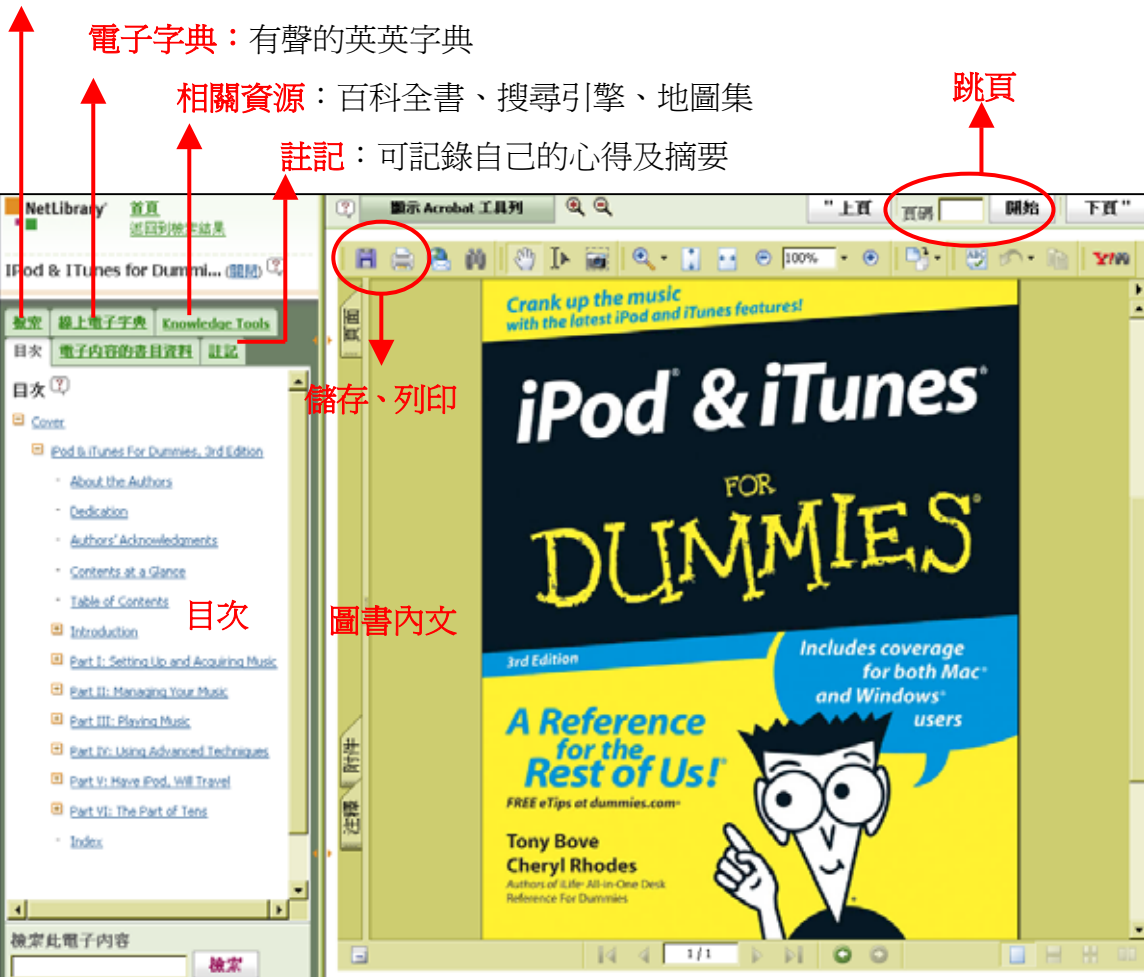 電子字典：有聲的英英字典
相關資源：百科全書、搜尋引擎、地圖集
跳頁
註記：可記錄自己的心得及摘要
NetLibrary 首頁
返回到檢索結果
IPod & ITunes for Dummi... (關閉)
檢索 線上電子字典 Knowledge Tools
目次 電子內容的書目資料 註記
目次
Cover
iPod & iTunes For Dummies, 3rd Edition
About the Authors
Dedication
Authors' Acknowledgments
Contents at a Glance
Table of Contents
Introduction
Part I: Setting Up and Acquiring Music
Part II: Managing Your Music
Part III: Playing Music
Part IV: Using Advanced Techniques
Part V: Have iPod, Will Travel
Part VI: The Part of Tens
Index
目次
檢索此電子內容
檢索
顯示 Acrobat 工具列
" 上頁 頁碼 開始 下頁 "
100%
頁面
儲存、列印
圖書內文
附件
注釋
Crank up the music
with the latest iPod and iTunes features!
iPod® & iTunes®
FOR
DUMMIES®
3rd Edition
Includes coverage
for both Mac®
and Windows®
users
A Reference
for the
Rest of Us!®
FREE eTips at dummies.com®
Tony Bove
Cheryl Rhodes
Authors of iLife® All-in-One Desk
Reference For Dummies
1/1